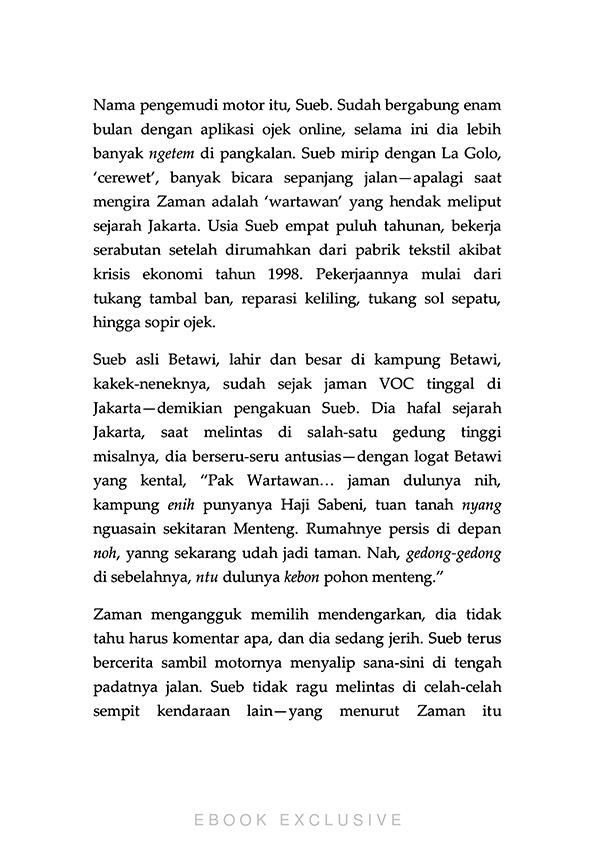 Nama pengemudi motor itu, Sueb. Sudah bergabung enam
bulan dengan aplikasi ojek online, selama ini dia lebih
banyak ngetem di pangkalan. Sueb mirip dengan La Golo,
‘cerewet’, banyak bicara sepanjang jalan—apalagi saat
mengira Zaman adalah ‘wartawan’ yang hendak meliput
sejarah Jakarta. Usia Sueb empat puluh tahunan, bekerja
serabutan setelah dirumahkan dari pabrik tekstil akibat
krisis ekonomi tahun 1998. Pekerjaannya mulai dari
tukang tambal ban, reparasi keliling, tukang sol sepatu,
hingga sopir ojek.
Sueb asli Betawi, lahir dan besar di kampung Betawi,
kakek-neneknya, sudah sejak jaman VOC tinggal di
Jakarta—demikian pengakuan Sueb. Dia hafal sejarah
Jakarta, saat melintas di salah-satu gedung tinggi
misalnya, dia berseru-seru antusias—dengan logat Betawi
yang kental, “Pak Wartawan… jaman dulunya nih,
kampung enih punyanya Haji Sabeni, tuan tanah nyang
nguasain sekitaran Menteng. Rumahnye persis di depan
noh, yanng sekarang udah jadi taman. Nah, gedong-gedong
di sebelahnya, ntu dulunya kebon pohon menteng.”
Zaman mengangguk memilih mendengarkan, dia tidak
tahu harus komentar apa, dan dia sedang jerih. Sueb terus
bercerita sambil motornya menyalip sana-sini di tengah
padatnya jalan. Sueb tidak ragu melintas di celah-celah
sempit kendaraan lain—yang menurut Zaman itu
EBOOK EXCLUSIVE